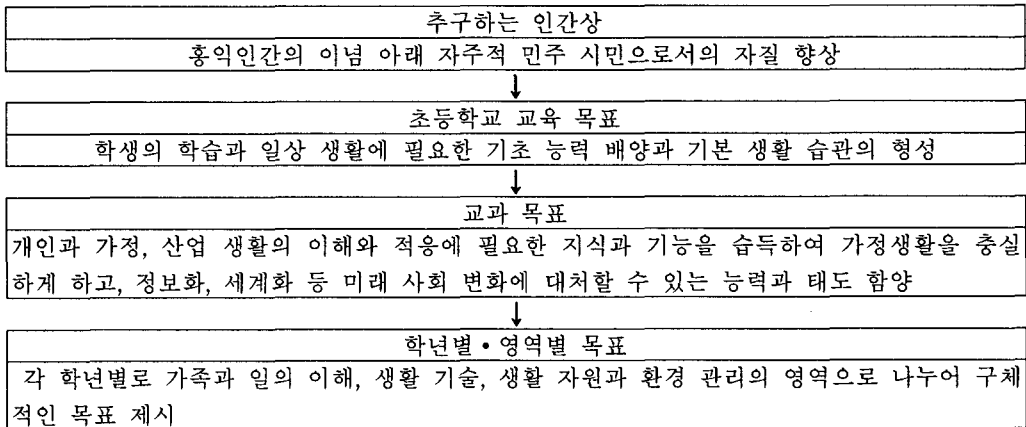 추구하는 인간상
홍익인간의 이념 아래 자주적 민주 시민으로서의 자질 향상
초등학교 교육 목표
학생의 학습과 일상 생활에 필요한 기초 능력 배양과 기본 생활 습관의 형성
교과 목표
개인과 가정, 산업 생활의 이해와 적응에 필요한 지식과 기능을 습득하여 가정생활을 충실
하게 하고, 정보화, 세계화 등 미래 사회 변화에 대처할 수 있는 능력과 태도 함양
학년별·영역별 목표
각 학년별로 가족과 일의 이해, 생활 기술, 생활 자원과 환경 관리의 영역으로 나누어 구체
적인 목표 제시